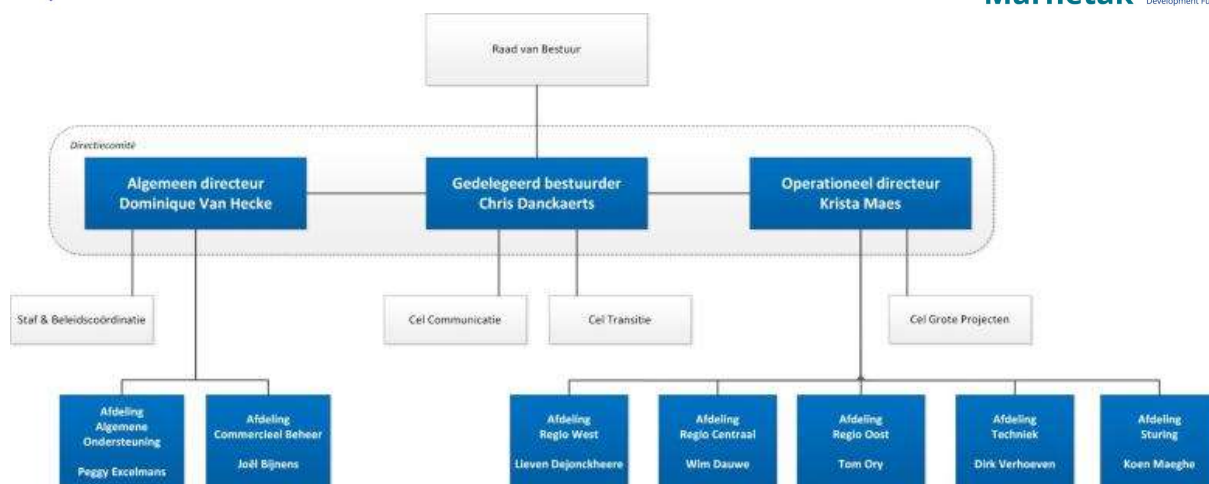 Development Fu
Raad van Bestuur
Directiecomité
Algemeen directeur
Dominique Van Hecke
Gedelegeerd bestuurder
Chris Danckaerts
Operationeel directeur
Krista Maes
Staf & Beleidscoördinatie
Cel Communicatie
Cel Transitie
Cel Grote Projecten
Afdeling
Algemene
Ondersteuning
Peggy Excelmans
Afdeling
Commercieel Beheer
Joël Bijnens
Afdeling
Regio West
Lieven Dejonckheere
Afdeling
Regio Centraal
Wim Dauwe
Afdeling
Regio Oost
Tom Ory
Afdeling
Techniek
Dirk Verhoeven
Afdeling
Sturing
Koen Maeghe